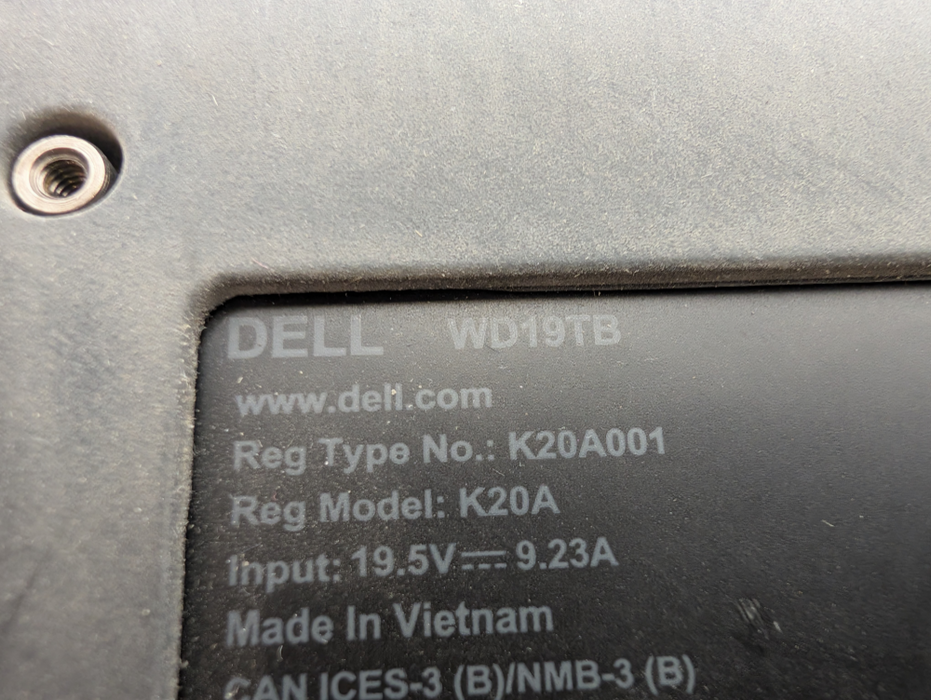 DELL WD19TB
www.dell.com
Reg Type No.: K20A001
Reg Model: K20A
Input: 19.5V⎓9.23A
Made In Vietnam
CAN ICES-3 (B)/NMB-3 (B)